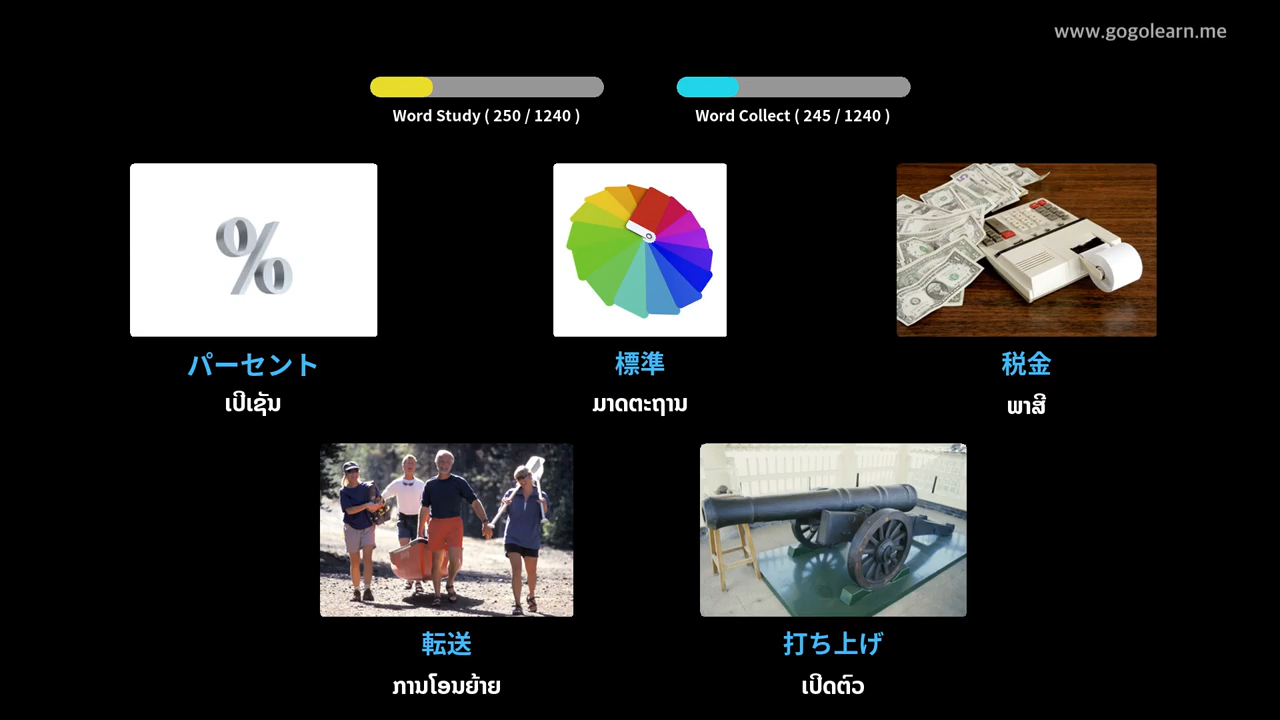 www.gogolearn.me
Word Study ( 250 / 1240 )
Word Collect ( 245 / 1240 )
パーセント
ເປີເຊັນ
標準
ມາດຕະຖານ
税金
ພາສີ
転送
ການໂອນຍ້າຍ
打ち上げ
ເປີດຕົວ